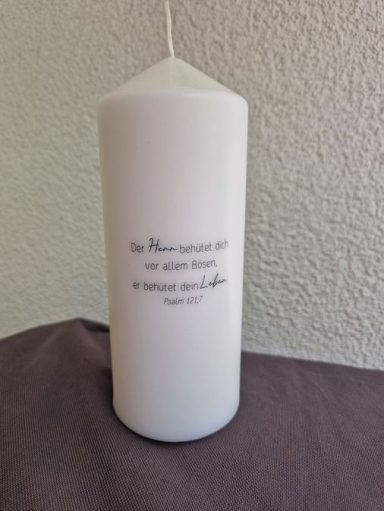 Der Herr behütet dich
vor allem Bösen,
er behütet dein Leben
Psalm 121,7